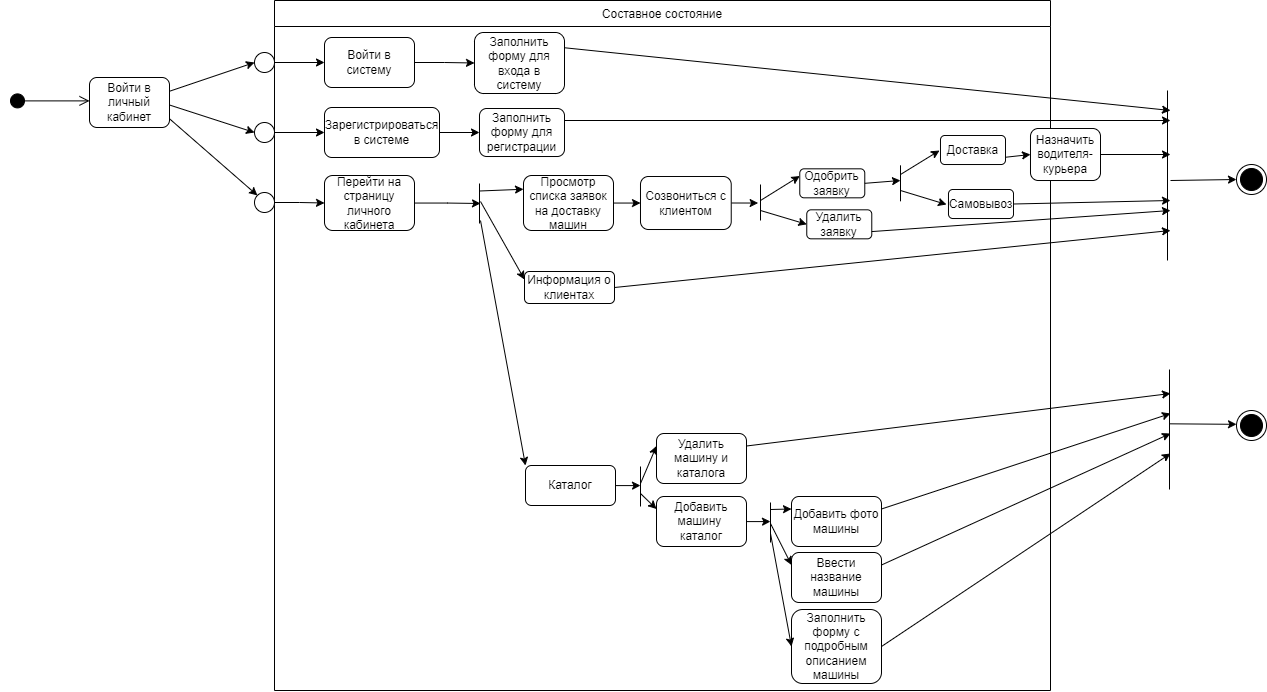 Составное состояние
Войти в
личный
кабинет
Войти в
систему
Заполнить
форму для
входа в
систему
Зарегистрироваться
в системе
Заполнить
форму для
регистрации
Перейти на
страницу
личного
кабинета
Просмотр
списка заявок
на доставку
машин
Созвониться с
клиентом
Одобрить
заявку
Удалить
заявку
Доставка
Самовывоз
Назначить
водителя-
курьера
Информация о
клиентах
Каталог
Удалить
машину и
каталога
Добавить
машину
каталог
Добавить фото
машины
Ввести
название
машины
Заполнить
форму с
подробным
описанием
машины